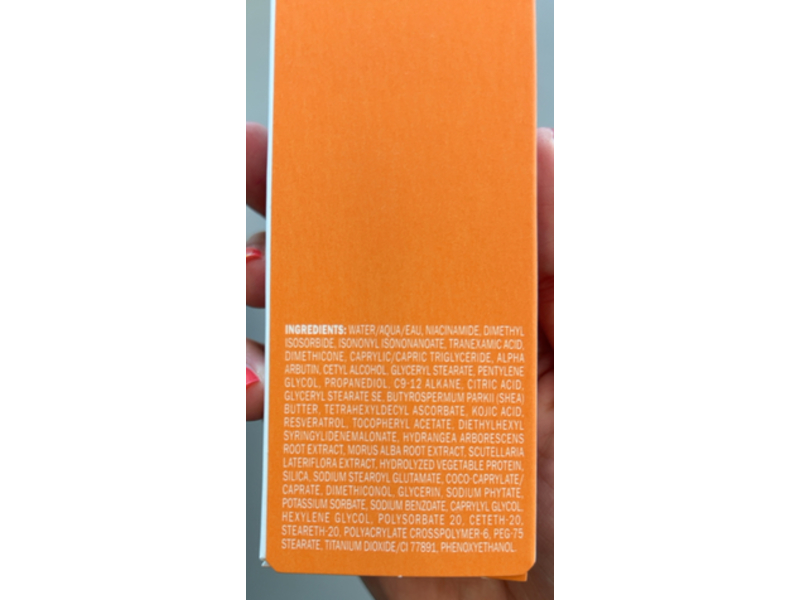 INGREDIENTS: WATER/AQUA/EAU, NIACINAMIDE, DIMETHYL
ISOSORBIDE, ISONONYL ISONONANOATE, TRANEXAMIC ACID,
DIMETHICONE, CAPRYLIC/CAPRIC TRIGLYCERIDE, ALPHA
ARBUTIN, CETYL ALCOHOL, GLYCERYL STEARATE, PENTYLENE
GLYCOL, PROPANEDIOL, C9-12 ALKANE, CITRIC ACID,
GLYCERYL STEARATE SE, BUTYROSPERMUM PARKII (SHEA)
BUTTER, TETRAHEXYLDECYL ASCORBATE, KOJIC ACID,
RESVERATROL, TOCOPHERYL ACETATE, DIETHYLHEXYL
SYRINGYLIDENEMALONATE, HYDRANGEA ARBORESCENS
ROOT EXTRACT, MORUS ALBA ROOT EXTRACT, SCUTELLARIA
LATERIFLORA EXTRACT, HYDROLYZED VEGETABLE PROTEIN,
SILICA, SODIUM STEAROYL GLUTAMATE, COCO-CAPRYLATE/
CAPRATE, DIMETHICONOL, GLYCERIN, SODIUM PHYTATE,
POTASSIUM SORBATE, SODIUM BENZOATE, CAPRYLYL GLYCOL,
HEXYLENE GLYCOL, POLYSORBATE 20, CETETH-20,
STEARETH-20, POLYACRYLATE CROSSPOLYMER-6, PEG-75
STEARATE, TITANIUM DIOXIDE/CI 77891, PHENOXYETHANOL.